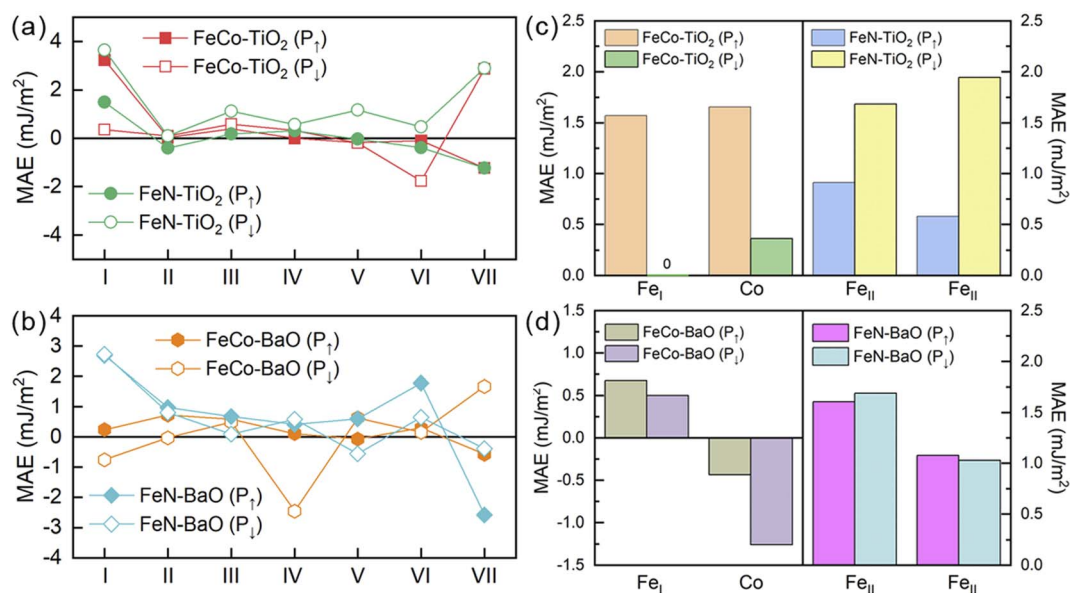 (a)
MAE (mJ/m²)
4
2
0
-2
-4
FeCo-TiO₂ (P↑)
FeCo-TiO₂ (P↓)
FeN-TiO₂ (P↑)
FeN-TiO₂ (P↓)
I II III IV V VI VII
(b)
MAE (mJ/m²)
4
3
2
1
0
-1
-2
-3
-4
FeCo-BaO (P↑)
FeCo-BaO (P↓)
FeN-BaO (P↑)
FeN-BaO (P↓)
I II III IV V VI VII
(c)
MAE (mJ/m²)
2.5
2.0
1.5
1.0
0.5
0.0
FeCo-TiO₂ (P↑)
FeCo-TiO₂ (P↓)
0
FeN-TiO₂ (P↑)
FeN-TiO₂ (P↓)
2.5
2.0
1.5
1.0
0.5
0.0
MAE (mJ/m²)
Fe_I Co Fe_II Fe_II
(d)
MAE (mJ/m²)
1.5
1.0
0.5
0.0
-0.5
-1.0
-1.5
FeCo-BaO (P↑)
FeCo-BaO (P↓)
FeN-BaO (P↑)
FeN-BaO (P↓)
2.5
2.0
1.5
1.0
0.5
0.0
MAE (mJ/m²)
Fe_I Co Fe_II Fe_II